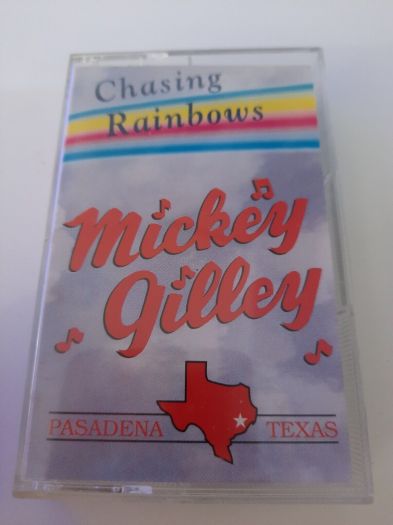 Chasing
Rainbows
Mickey
Gilley
PASADENA TEXAS